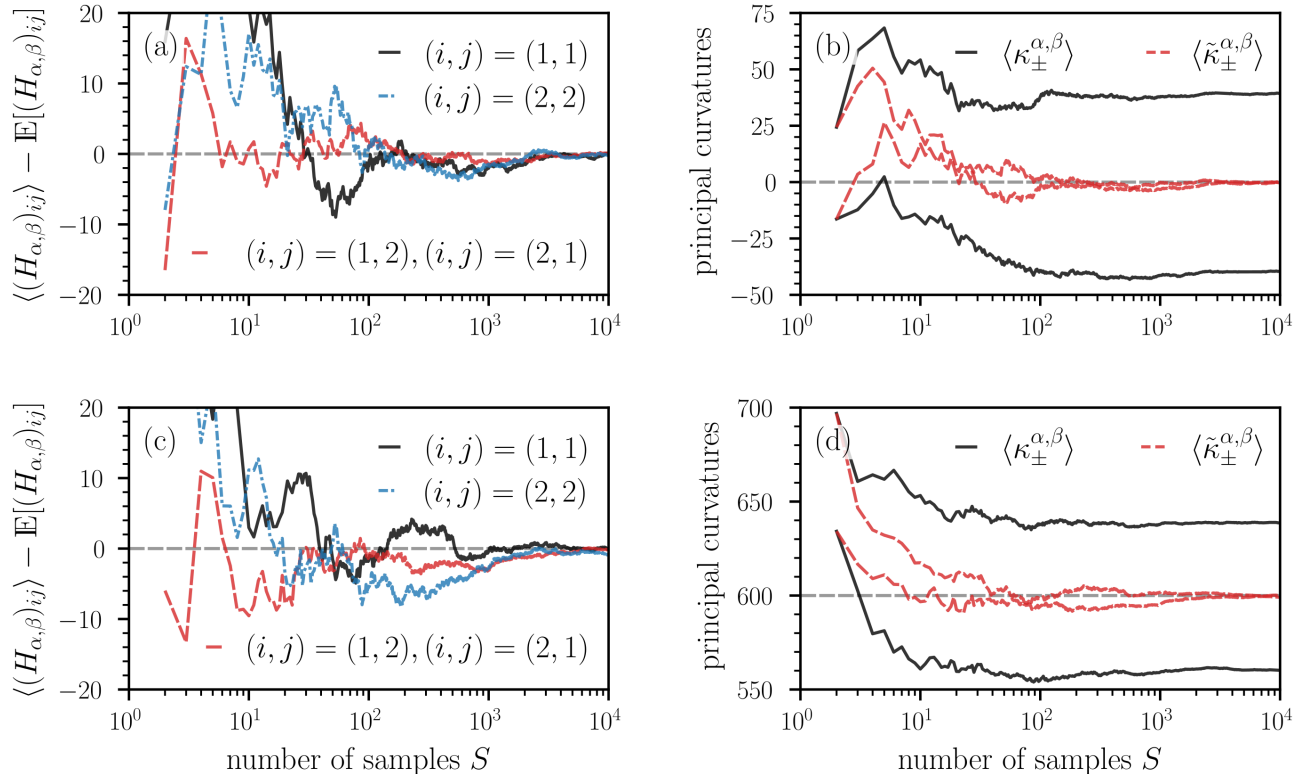 ⟨(H_{α,β})_{ij}⟩ − 𝔼[(H_{α,β})_{ij}]
20
10
0
−10
−20
(a)
(i, j) = (1, 1)
(i, j) = (2, 2)
(i, j) = (1, 2), (i, j) = (2, 1)
10^0
10^1
10^2
10^3
10^4
principal curvatures
75
50
25
0
−25
−50
(b)
⟨κ_±^{α,β}⟩
⟨κ̃_±^{α,β}⟩
10^0
10^1
10^2
10^3
10^4
⟨(H_{α,β})_{ij}⟩ − 𝔼[(H_{α,β})_{ij}]
20
10
0
−10
−20
(c)
(i, j) = (1, 1)
(i, j) = (2, 2)
(i, j) = (1, 2), (i, j) = (2, 1)
10^0
10^1
10^2
10^3
10^4
number of samples S
principal curvatures
700
650
600
550
(d)
⟨κ_±^{α,β}⟩
⟨κ̃_±^{α,β}⟩
10^0
10^1
10^2
10^3
10^4
number of samples S